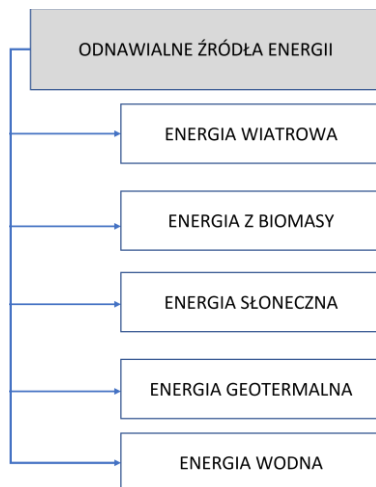 ODNAWIALNE ŹRÓDŁA ENERGII
ENERGIA WIATROWA
ENERGIA Z BIOMASY
ENERGIA SŁONECZNA
ENERGIA GEOTERMALNA
ENERGIA WODNA